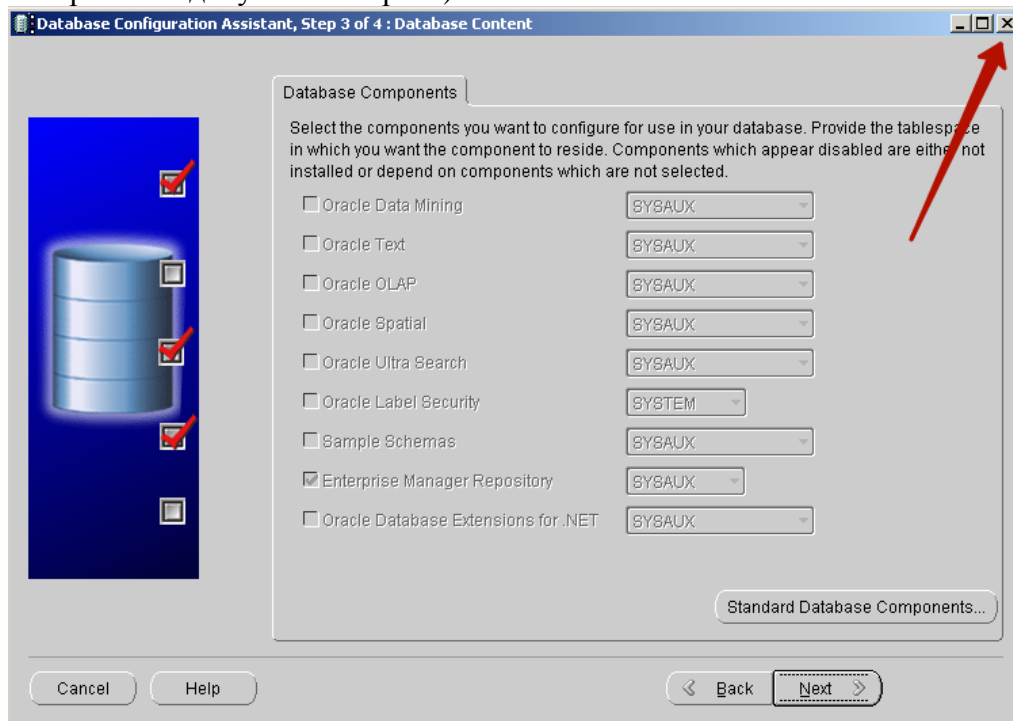 Database Configuration Assistant, Step 3 of 4 : Database Content
Database Components
Select the components you want to configure for use in your database. Provide the tablespace
in which you want the component to reside. Components which appear disabled are either not
installed or depend on components which are not selected.
Oracle Data Mining SYSAUX
Oracle Text SYSAUX
Oracle OLAP SYSAUX
Oracle Spatial SYSAUX
Oracle Ultra Search SYSAUX
Oracle Label Security SYSTEM
Sample Schemas SYSAUX
Enterprise Manager Repository SYSAUX
Oracle Database Extensions for .NET SYSAUX
Standard Database Components...
Cancel Help Back Next